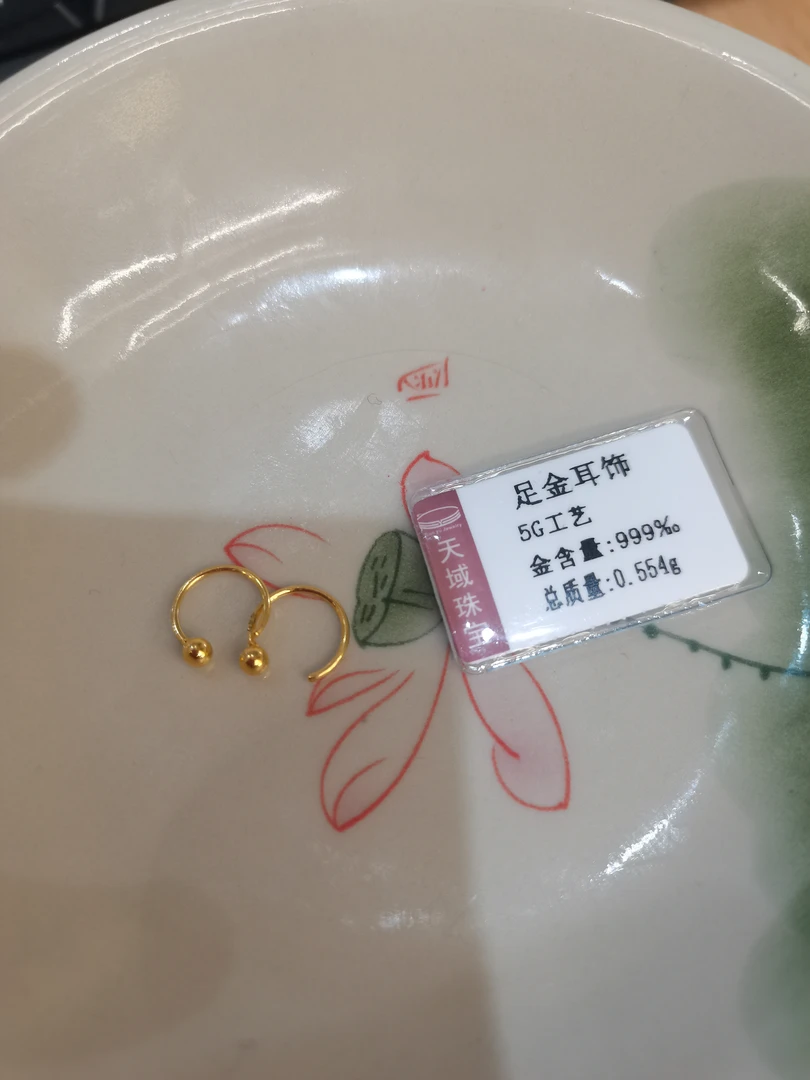 足金耳饰
5G工艺
金含量:999‰
总质量:0.554g
天域珠宝